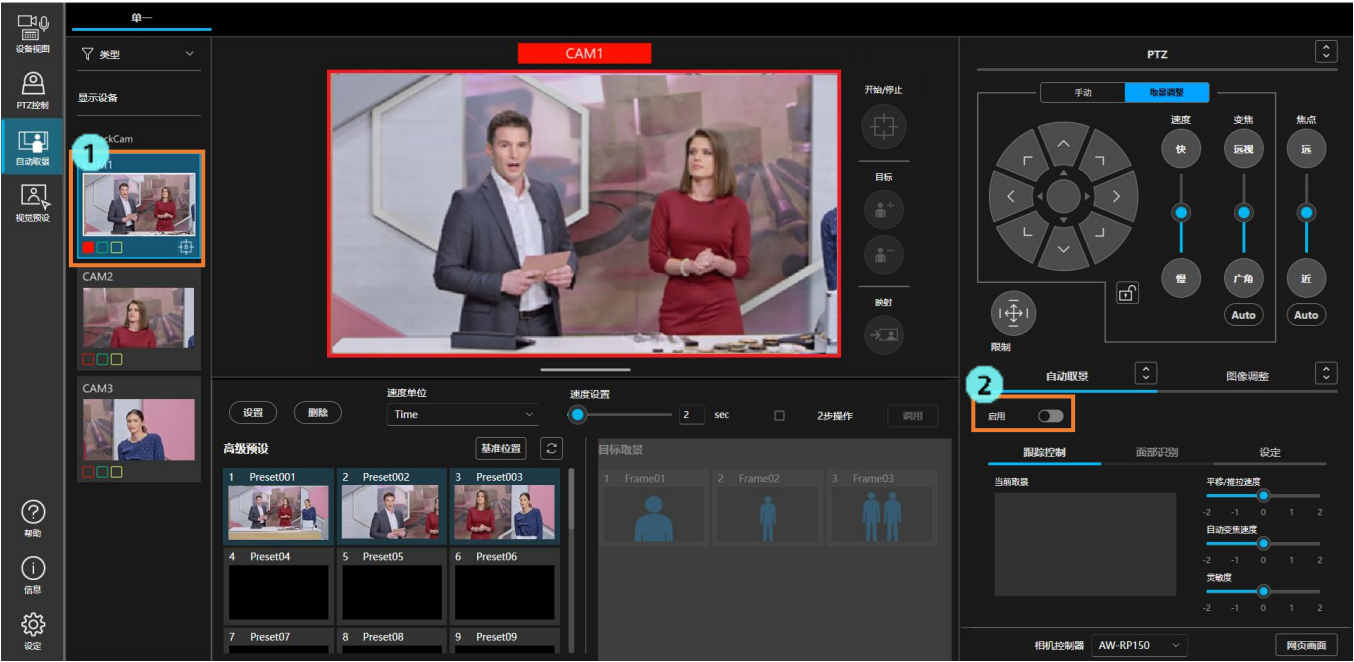 单一
设备视图
PTZ控制
自动取景
视觉预设
帮助
信息
设定
类型
显示设备
ckCam
1
CAM2
CAM3
CAM1
开始/停止
目标
映射
设置
删除
速度单位
Time
速度设置
2
sec
2步操作
调用
高级预设
基准位置
1 Preset001
2 Preset002
3 Preset003
4 Preset04
5 Preset05
6 Preset06
7 Preset07
8 Preset08
9 Preset09
目标取景
1 Frame01
2 Frame02
3 Frame03
PTZ
手动
取景调整
速度
变焦
焦点
快
远视
远
慢
广角
近
Auto
Auto
限制
自动取景
图像调整
2
启用
跟踪控制
面部识别
设定
当前取景
平移/推拉速度
-2 -1 0 1 2
自动变焦速度
-2 -1 0 1 2
灵敏度
-2 -1 0 1 2
相机控制器
AW-RP150
网页画面